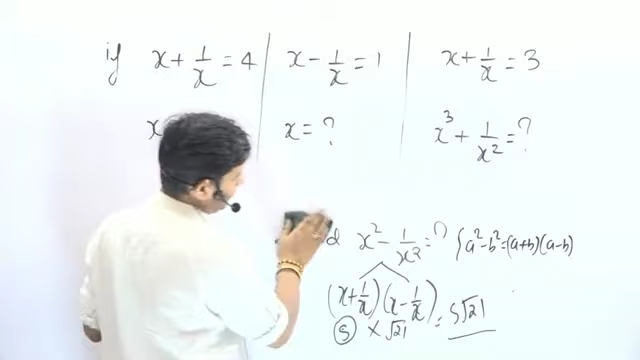 if x + 1/x = 4 | x - 1/x = 1 | x + 1/x = 3
x x = ? x³ + 1/x² = ?
x² - 1/x² = ? { a² - b² = (a+b)(a-b)
(x + 1/x)(x - 1/x)
5 × √21 = 5√21